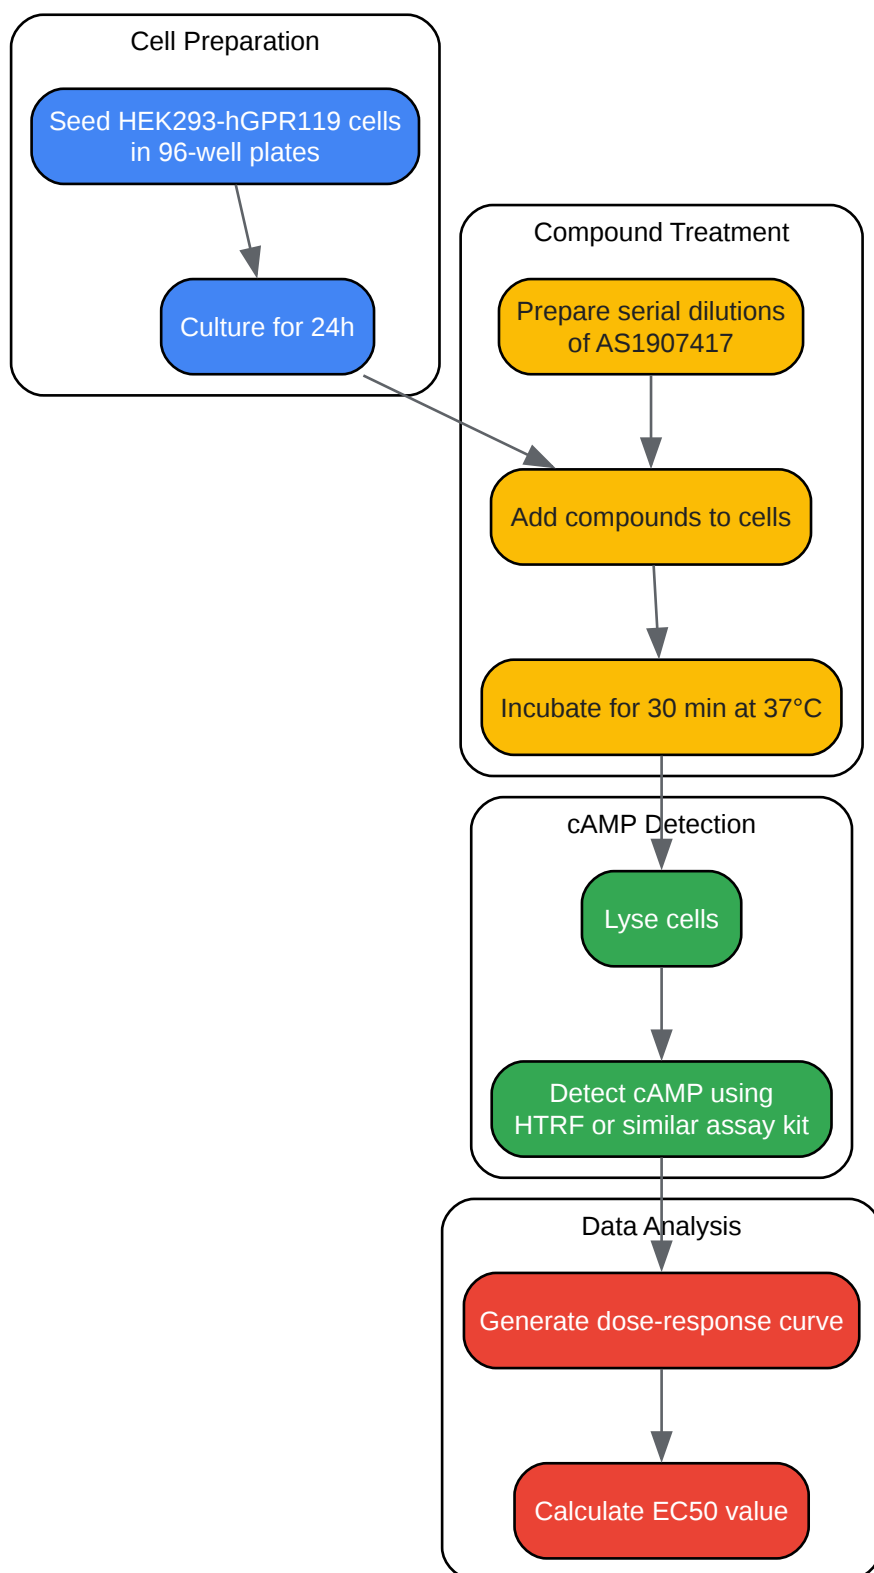 Cell Preparation
Seed HEK293-hGPR119 cells
in 96-well plates
Culture for 24h
Compound Treatment
Prepare serial dilutions
of AS1907417
Add compounds to cells
Incubate for 30 min at 37°C
cAMP Detection
Lyse cells
Detect cAMP using
HTRF or similar assay kit
Data Analysis
Generate dose-response curve
Calculate EC50 value